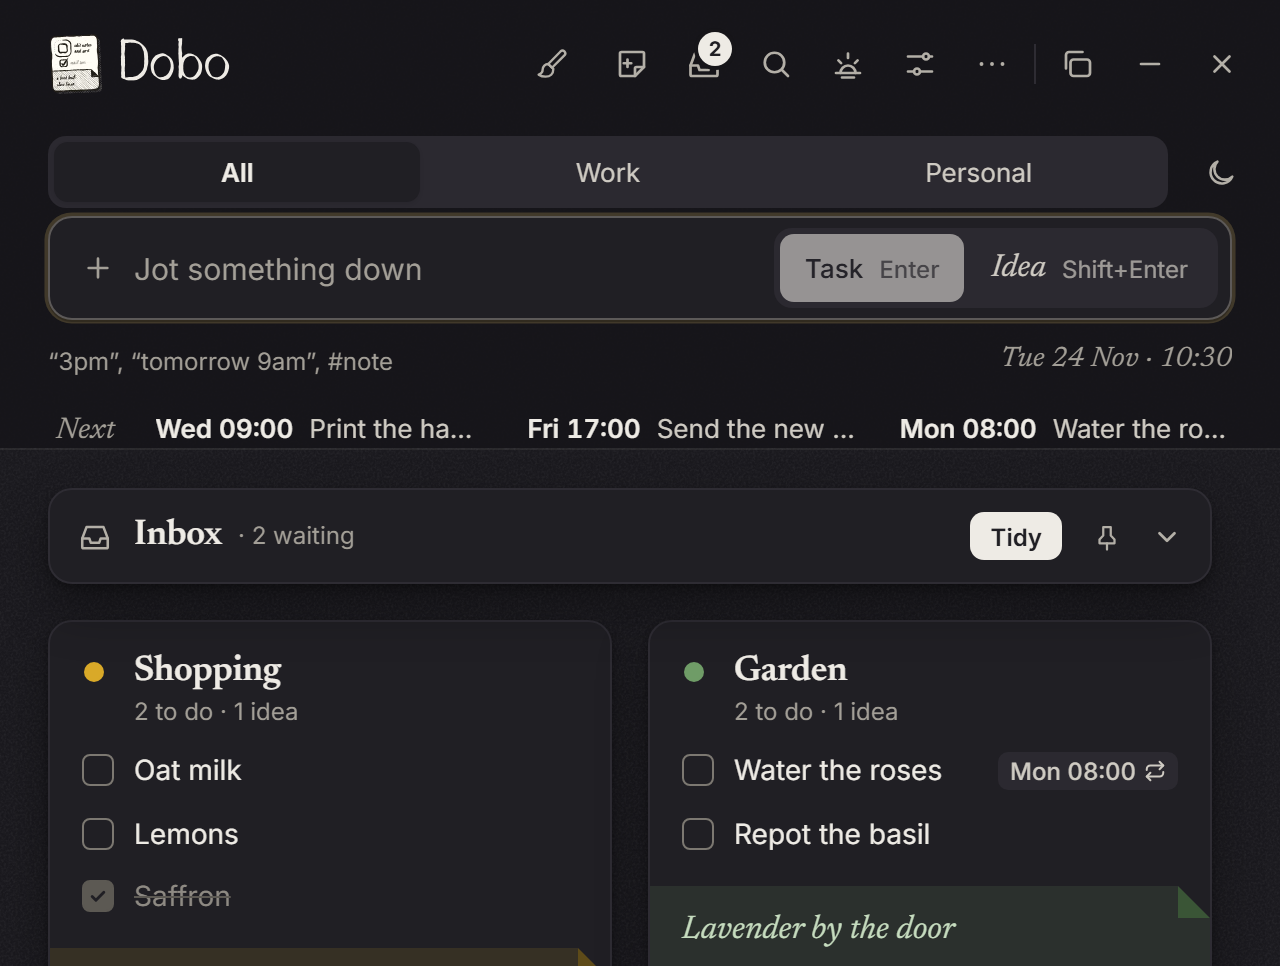 Dobo
2
All
Work
Personal
Jot something down
Task Enter
Idea Shift+Enter
“3pm”, “tomorrow 9am”, #note
Tue 24 Nov · 10:30
Next
Wed 09:00 Print the ha...
Fri 17:00 Send the new ...
Mon 08:00 Water the ro...
Inbox · 2 waiting
Tidy
Shopping
2 to do · 1 idea
Oat milk
Lemons
Saffron
Garden
2 to do · 1 idea
Water the roses Mon 08:00
Repot the basil
Lavender by the door